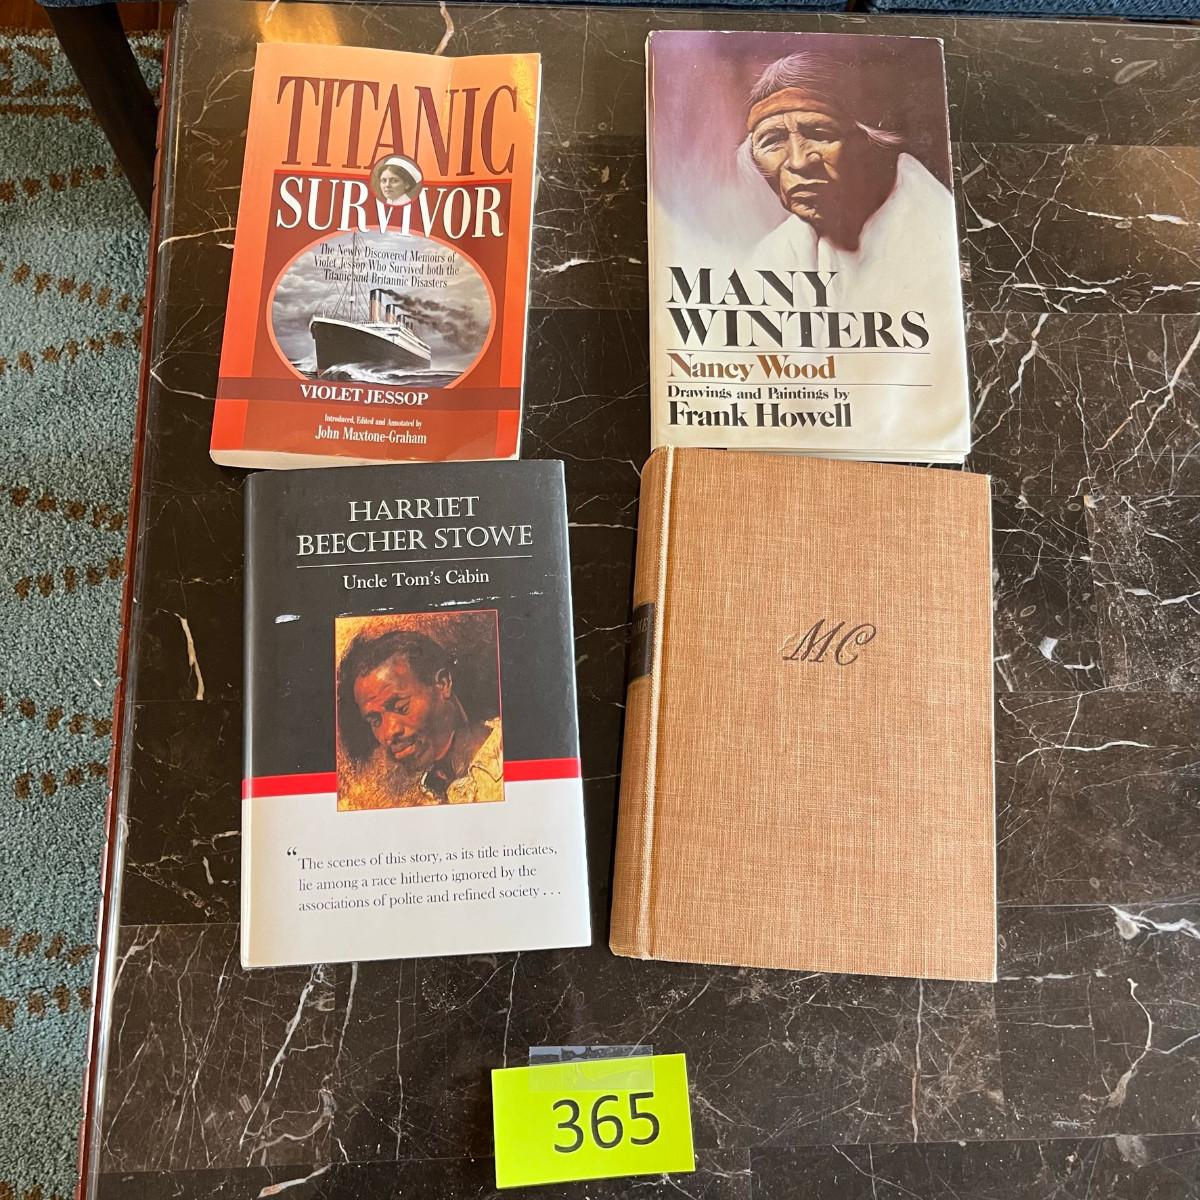 TITANIC
SURVIVOR
The Newly Discovered Memoirs of
Violet Jessop Who Survived both the
Titanic and Britannic Disasters
VIOLET JESSOP
Introduced, Edited and Annotated by
John Maxtone-Graham
MANY
WINTERS
Nancy Wood
Drawings and Paintings by
Frank Howell
HARRIET
BEECHER STOWE
Uncle Tom's Cabin
“The scenes of this story, as its title indicates,
lie among a race hitherto ignored by the
associations of polite and refined society . . .
MC
365